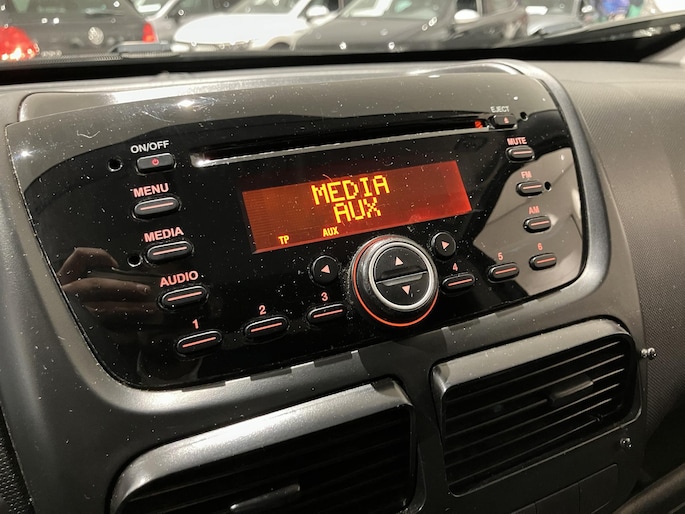 EJECT
ON/OFF
MUTE
MENU
MEDIA
AUX
TP AUX
FM
MEDIA
AM
AUDIO
1 2 3 4 5 6